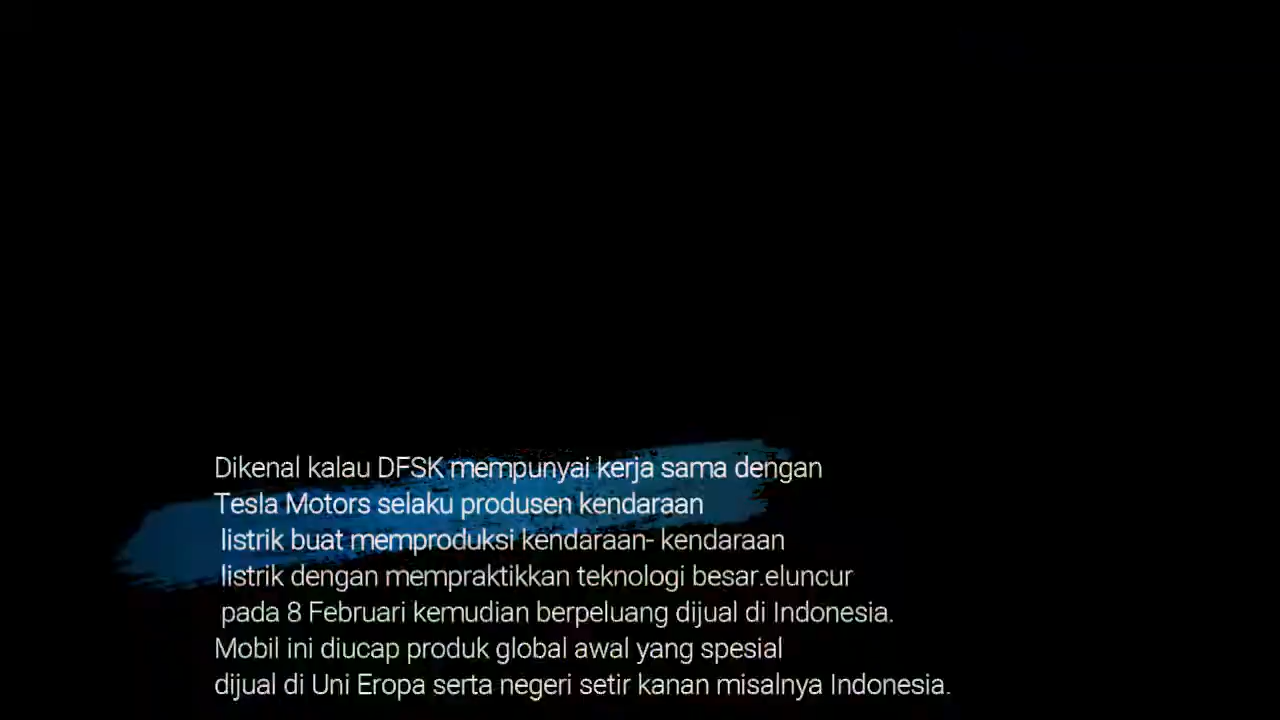 Dikenal kalau DFSK mempunyai kerja sama dengan
Tesla Motors selaku produsen kendaraan
listrik buat memproduksi kendaraan- kendaraan
listrik dengan mempraktikkan teknologi besar.eluncur
pada 8 Februari kemudian berpeluang dijual di Indonesia.
Mobil ini diucap produk global awal yang spesial
dijual di Uni Eropa serta negeri setir kanan misalnya Indonesia.